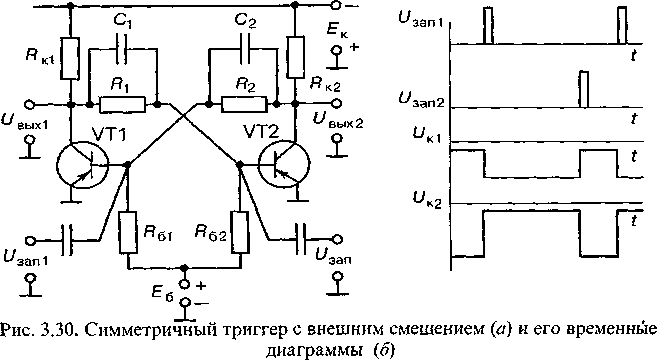 C₁ C₂ Eк
−
+
Rк1 R₁ R₂ Rк2
Uвых1 VT1 VT2 Uвых2
Rб1 Rб2
Uзап1 Uзап
Eб + −
Uзап1
t
Uзап2
t
Uк1
t
Uк2
t
Рис. 3.30. Симметричный триггер с внешним смещением (а) и его временные
диаграммы (б)